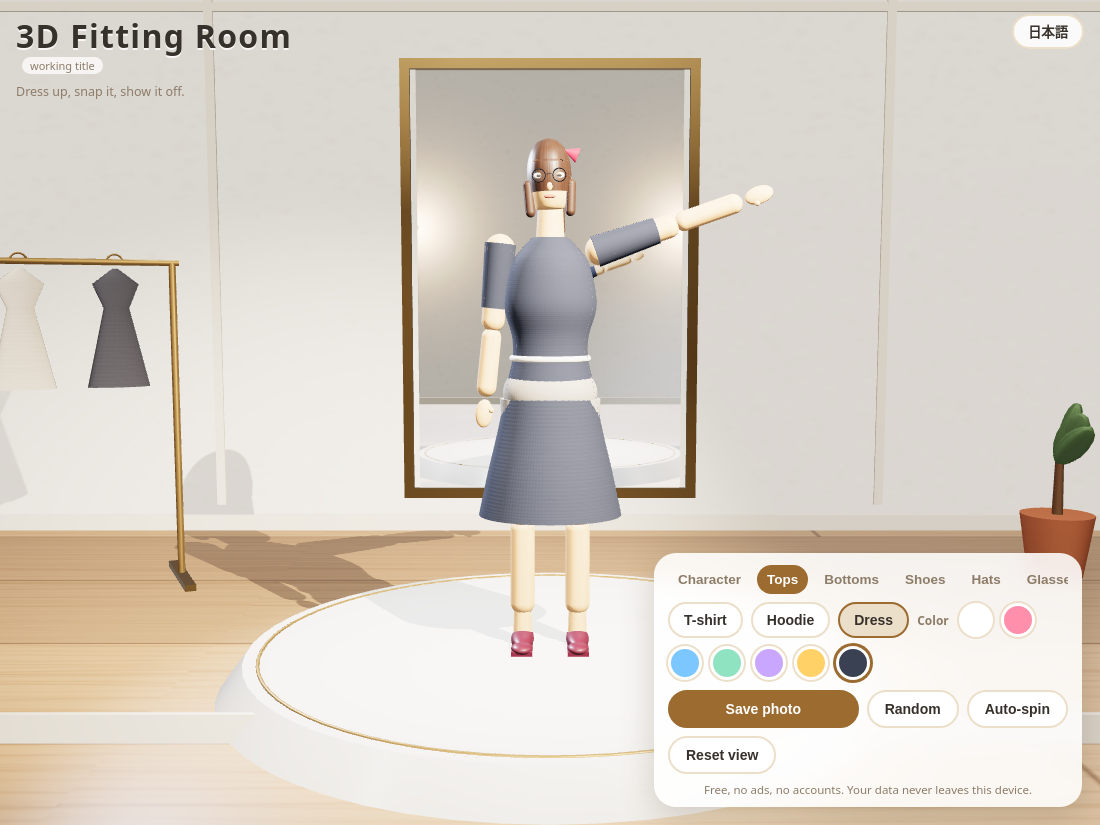 3D Fitting Room
working title
Dress up, snap it, show it off.
日本語
Character Tops Bottoms Shoes Hats
T-shirt Hoodie Dress Color
Save photo Random Auto-spin
Reset view
Free, no ads, no accounts. Your data never leaves this device.